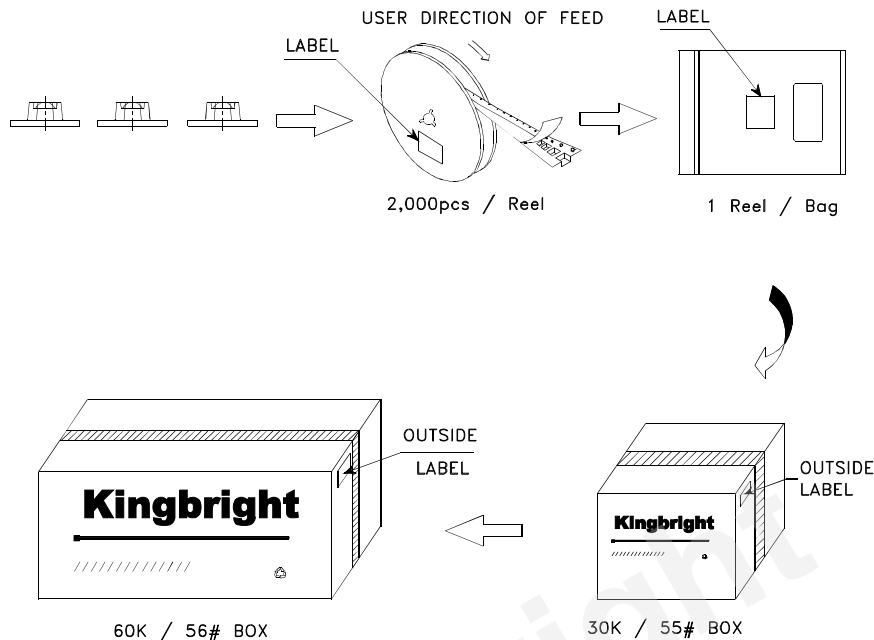 USER DIRECTION OF FEED
LABEL
LABEL
2,000pcs / Reel
1 Reel / Bag
OUTSIDE
LABEL
Kingbright
60K / 56# BOX
OUTSIDE
LABEL
Kingbright
30K / 55# BOX